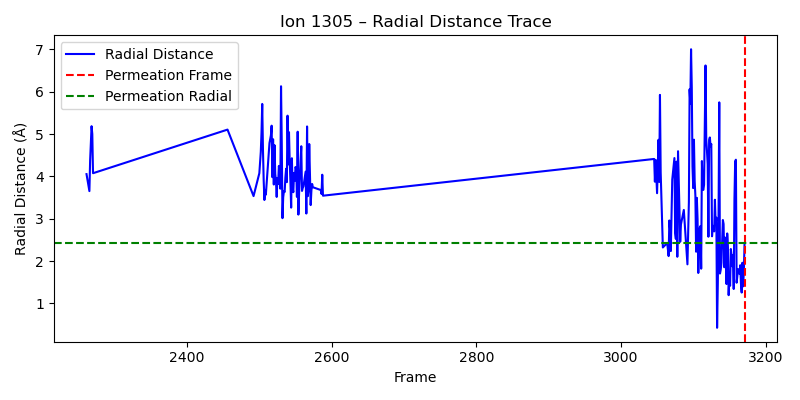 Ion 1305 – Radial Distance Trace
Radial Distance
Permeation Frame
Permeation Radial
Radial Distance (Å)
7
6
5
4
3
2
1
2400
2600
2800
3000
3200
Frame